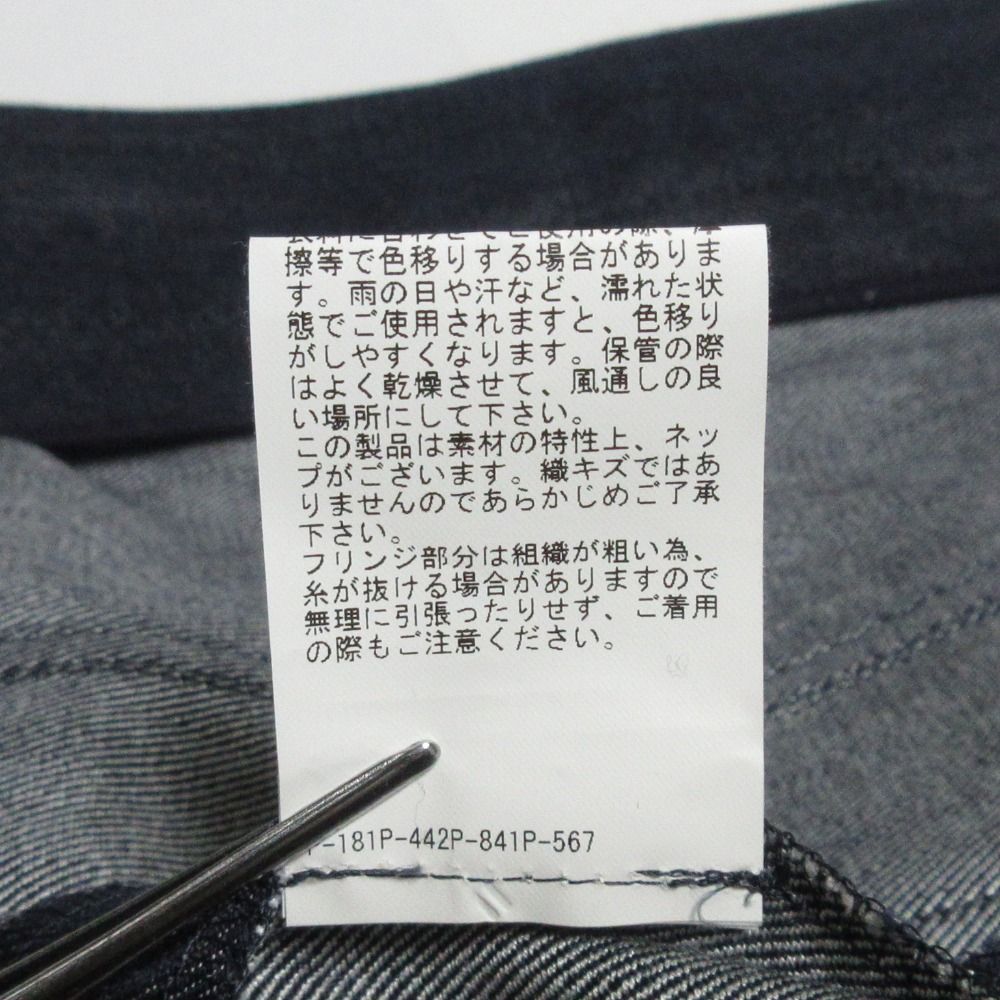 擦等で色移りする場合がありま
す。雨の日や汗など、濡れた状
態でご使用されますと、色移り
がしやすくなります。保管の際
はよく乾燥させて、風通しの良
い場所にして下さい。
この製品は素材の特性上、ネッ
プがございます。織キズではあ
りませんのであらかじめご了承
下さい。
フリンジ部分は組織が粗い為、
糸が抜ける場合がありますので
無理に引張ったりせず、ご着用
の際もご注意ください。
P-181P-442P-841P-567